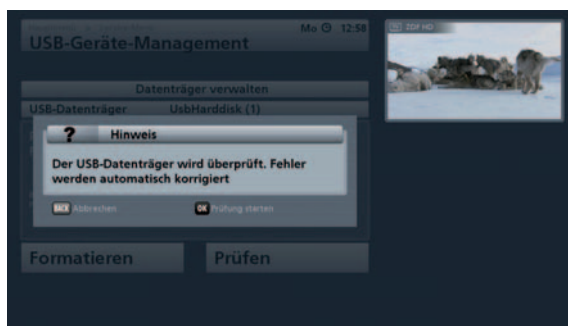 Mo 12:58
USB-Geräte-Management
ZDF HD
Datenträger verwalten
USB-Datenträger UsbHarddisk (1)
? Hinweis
Der USB-Datenträger wird überprüft. Fehler
werden automatisch korrigiert
BACK Abbrechen OK Prüfung starten
Formatieren Prüfen